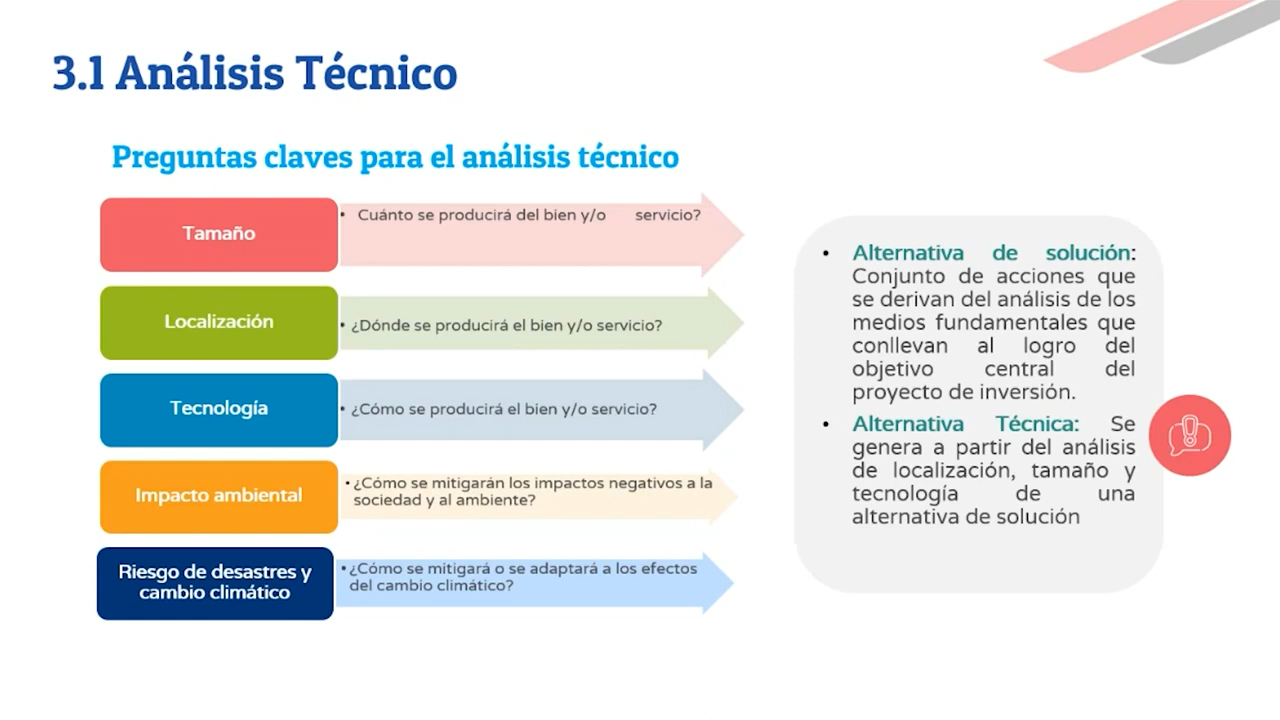 3.1 Análisis Técnico
Preguntas claves para el análisis técnico
Tamaño
• Cuánto se producirá del bien y/o servicio?
Localización
• ¿Dónde se producirá el bien y/o servicio?
Tecnología
• ¿Cómo se producirá el bien y/o servicio?
Impacto ambiental
• ¿Cómo se mitigarán los impactos negativos a la
sociedad y al ambiente?
Riesgo de desastres y
cambio climático
• ¿Cómo se mitigará o se adaptará a los efectos
del cambio climático?
• Alternativa de solución:
Conjunto de acciones que
se derivan del análisis de los
medios fundamentales que
conllevan al logro del
objetivo central del
proyecto de inversión.
• Alternativa Técnica: Se
genera a partir del análisis
de localización, tamaño y
tecnología de una
alternativa de solución